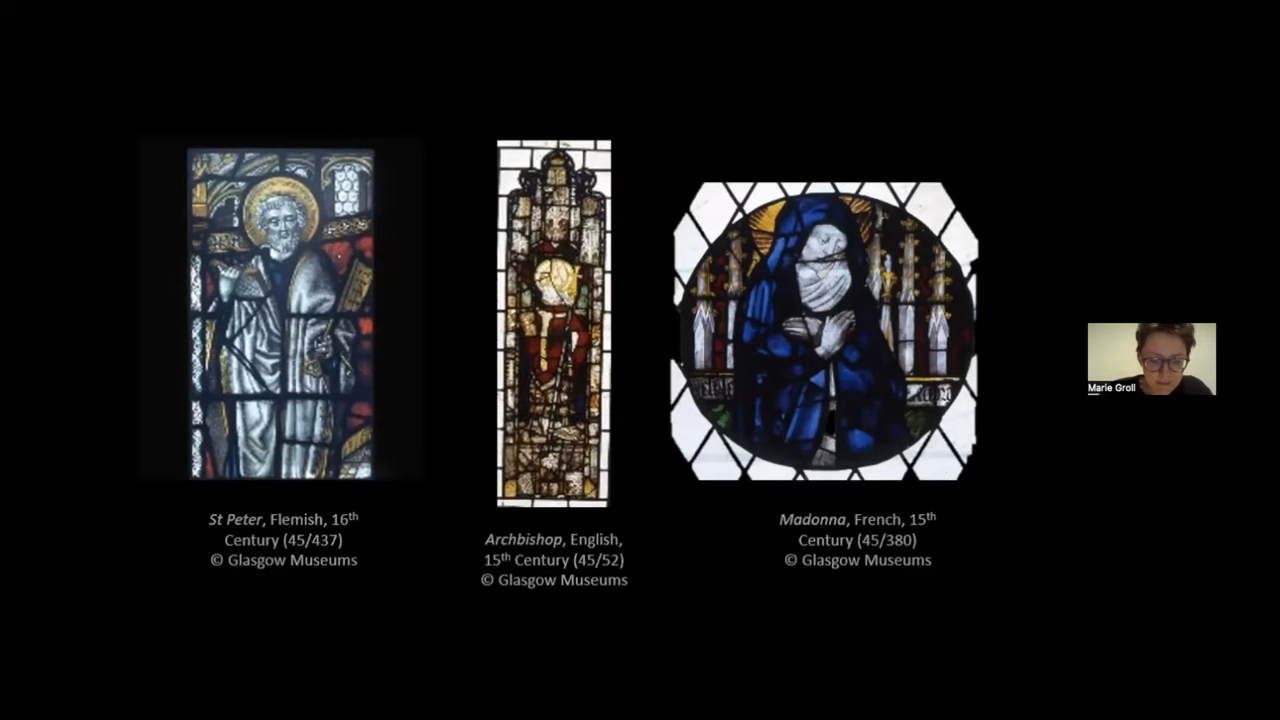 St Peter, Flemish, 16th
Century (45/437)
© Glasgow Museums
Archbishop, English,
15th Century (45/52)
© Glasgow Museums
Madonna, French, 15th
Century (45/380)
© Glasgow Museums
Marie Groll